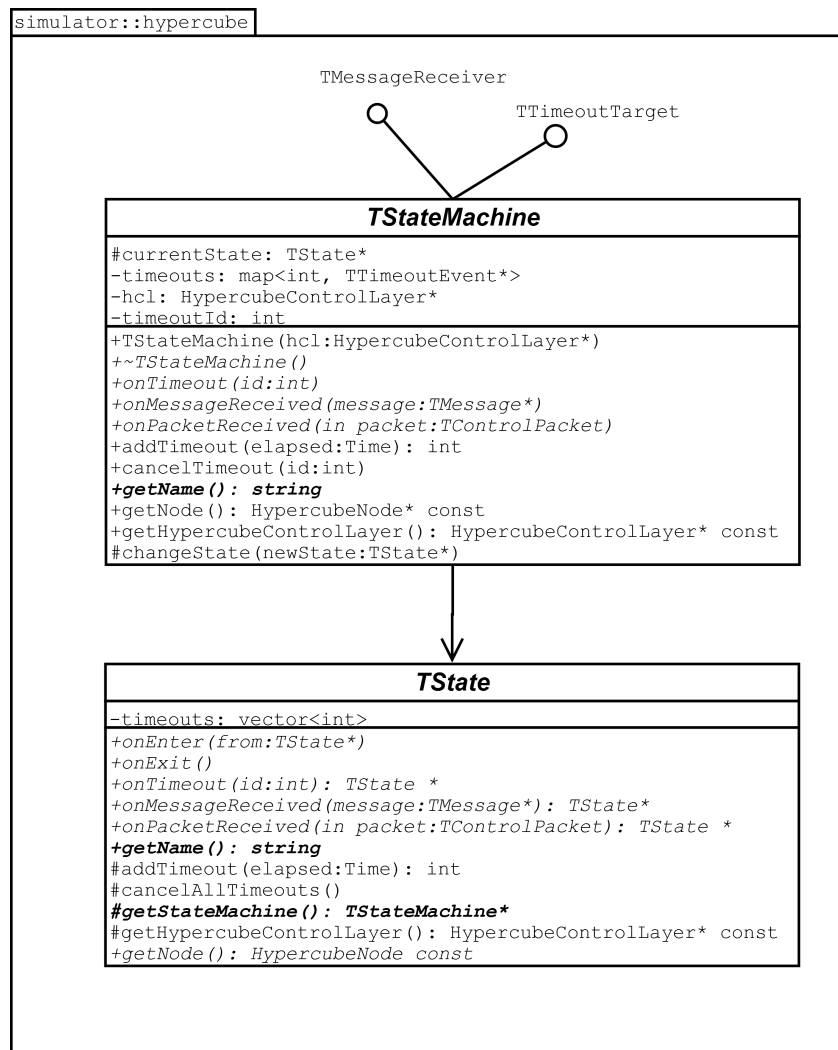 simulator::hypercube
TMessageReceiver
TTimeoutTarget
TStateMachine
#currentState: TState*
-timeouts: map<int, TTimeoutEvent*>
-hcl: HypercubeControlLayer*
-timeoutId: int
+TStateMachine(hcl:HypercubeControlLayer*)
+~TStateMachine()
+onTimeout(id:int)
+onMessageReceived(message:TMessage*)
+onPacketReceived(in packet:TControlPacket)
+addTimeout(elapsed:Time): int
+cancelTimeout(id:int)
+getName(): string
+getNode(): HypercubeNode* const
+getHypercubeControlLayer(): HypercubeControlLayer* const
#changeState(newState:TState*)
TState
-timeouts: vector<int>
+onEnter(from:TState*)
+onExit()
+onTimeout(id:int): TState *
+onMessageReceived(message:TMessage*): TState*
+onPacketReceived(in packet:TControlPacket): TState *
+getName(): string
#addTimeout(elapsed:Time): int
#cancelAllTimeouts()
#getStateMachine(): TStateMachine*
#getHypercubeControlLayer(): HypercubeControlLayer* const
+getNode(): HypercubeNode const